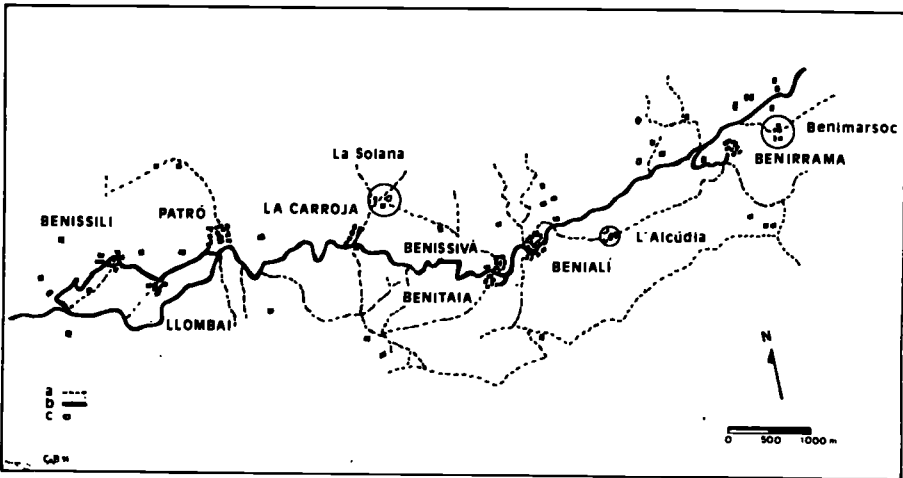 Benimarsoc
La Solana
BENIRRAMA
BENISSILI
PATRÓ
LA CARROJA
BENISSIVÀ
L'Alcúdia
BENIALÍ
BENITAIA
LLOMBAI
N
a
b
c
0 500 1000 m